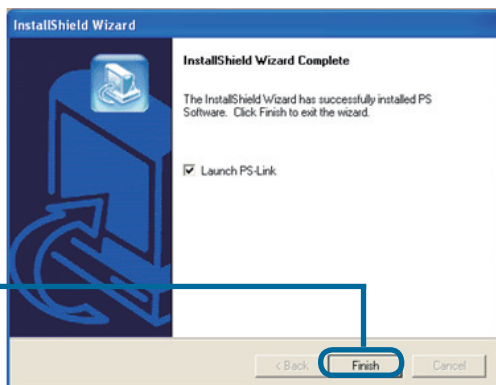 InstallShield Wizard
InstallShield Wizard Complete
The InstallShield Wizard has successfully installed PS
Software. Click Finish to exit the wizard.
Launch PS-Link
< Back
Finish
Cancel